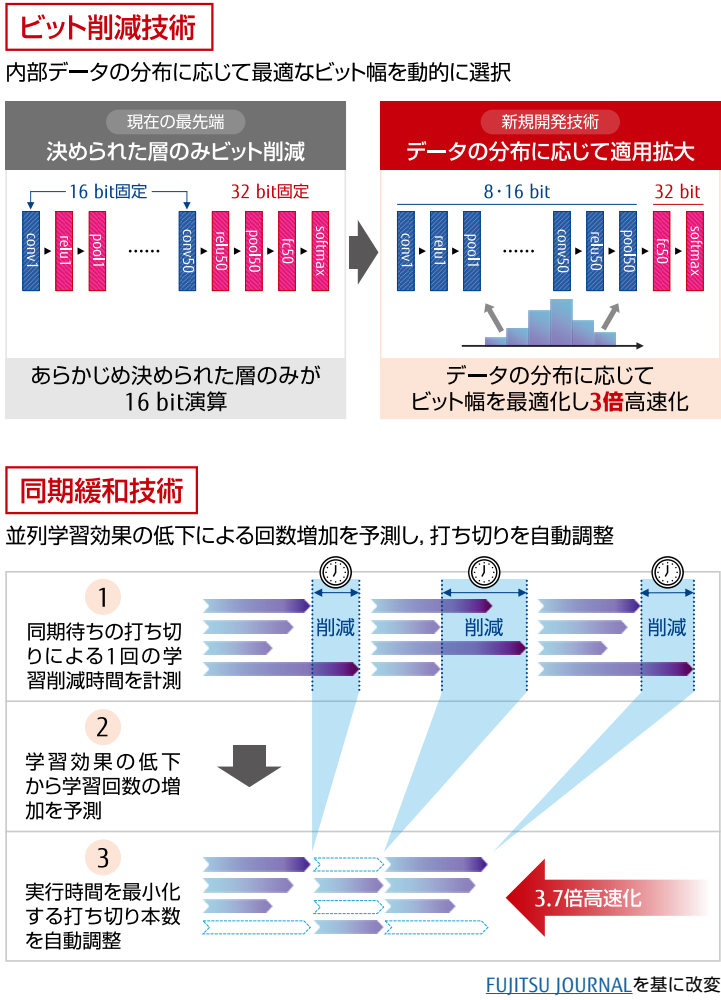 ビット削減技術
内部データの分布に応じて最適なビット幅を動的に選択
現在の最先端
決められた層のみビット削減
16 bit固定
32 bit固定
conv1
relu1
pool1
……
conv50
relu50
pool50
fc50
softmax
あらかじめ決められた層のみが
16 bit演算
新規開発技術
データの分布に応じて適用拡大
8・16 bit
32 bit
conv1
relu1
pool1
……
conv50
relu50
pool50
fc50
softmax
データの分布に応じて
ビット幅を最適化し3倍高速化
同期緩和技術
並列学習効果の低下による回数増加を予測し,打ち切りを自動調整
1
同期待ちの打ち切
りによる1回の学
習削減時間を計測
削減
削減
削減
2
学習効果の低下
から学習回数の増
加を予測
3
実行時間を最小化
する打ち切り本数
を自動調整
3.7倍高速化
FUJITSU JOURNALを基に改変